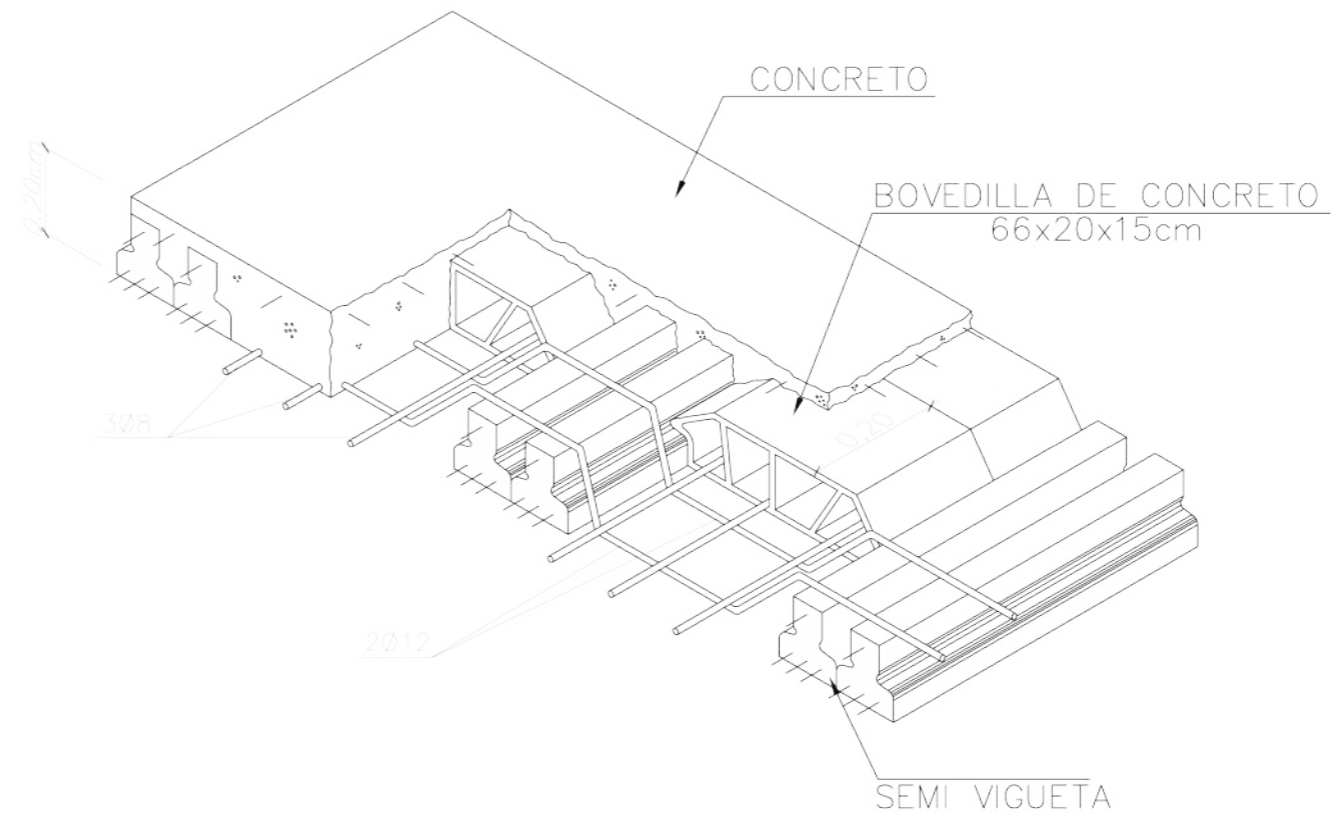 CONCRETO
BOVEDILLA DE CONCRETO
66x20x15cm
0.20cm
3Ø8
0.20
2Ø12
SEMI VIGUETA